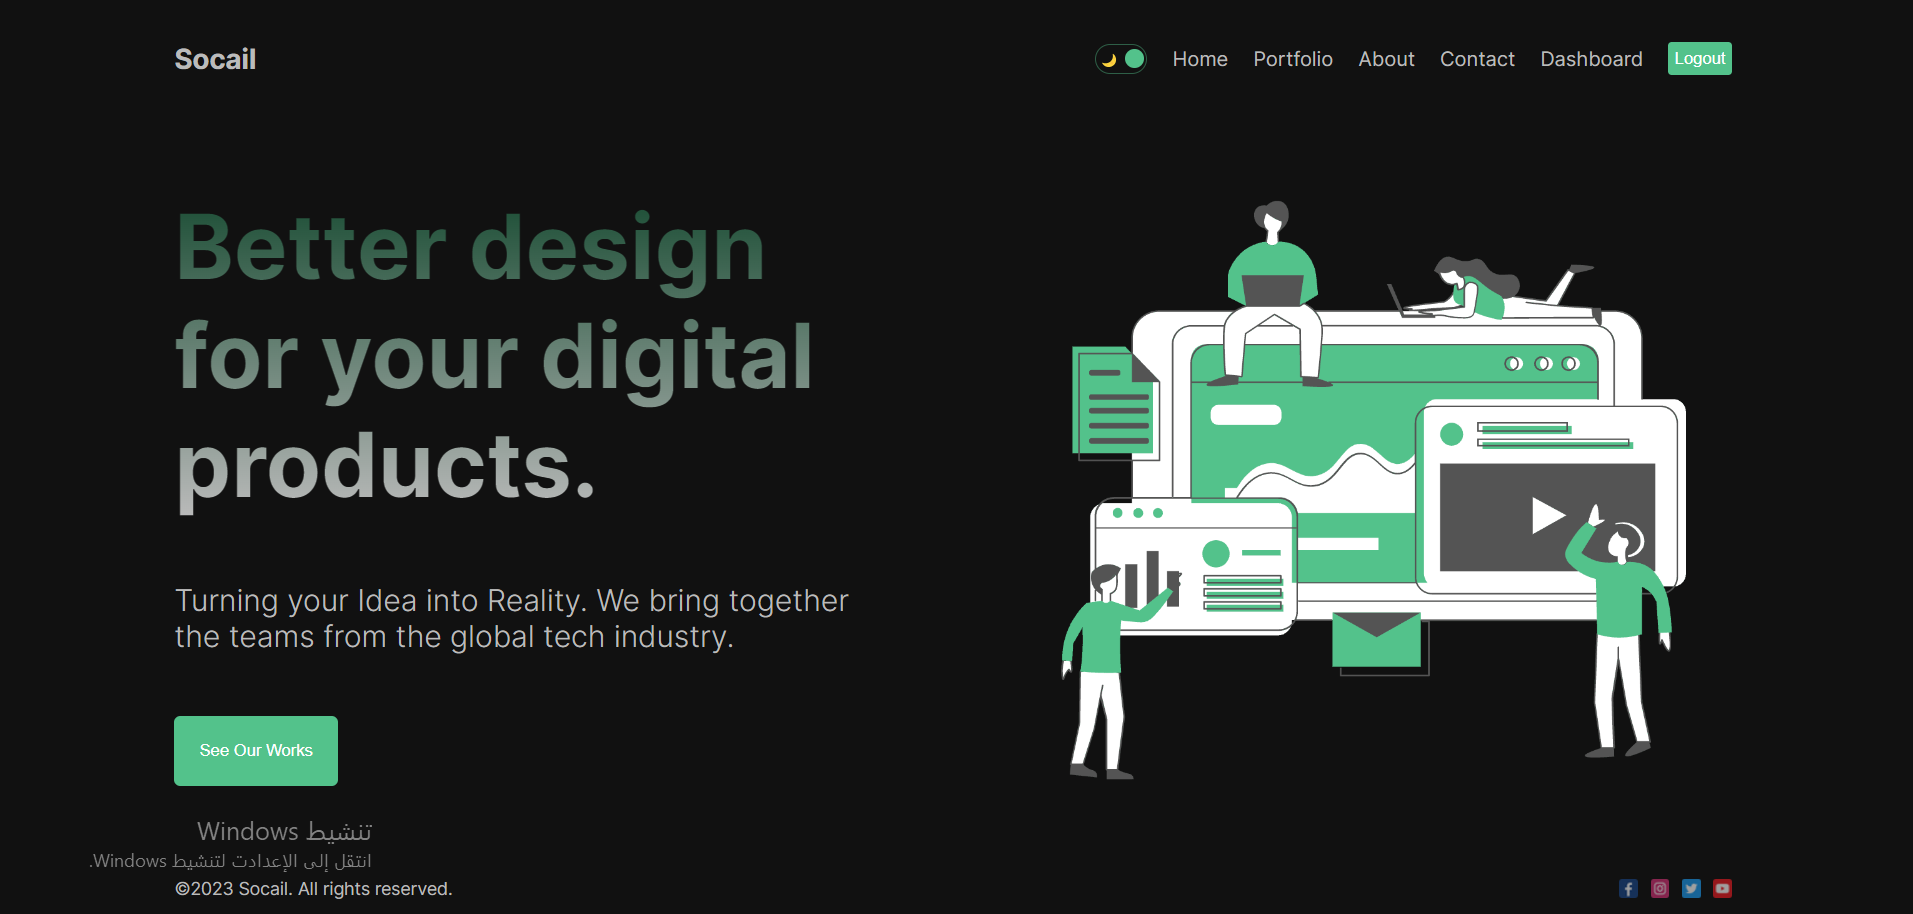 Socail
Home Portfolio About Contact Dashboard Logout
Better design
for your digital
products.
Turning your Idea into Reality. We bring together
the teams from the global tech industry.
See Our Works
تنشيط Windows
انتقل إلى الإعدادت لتنشيط Windows.
©2023 Socail. All rights reserved.